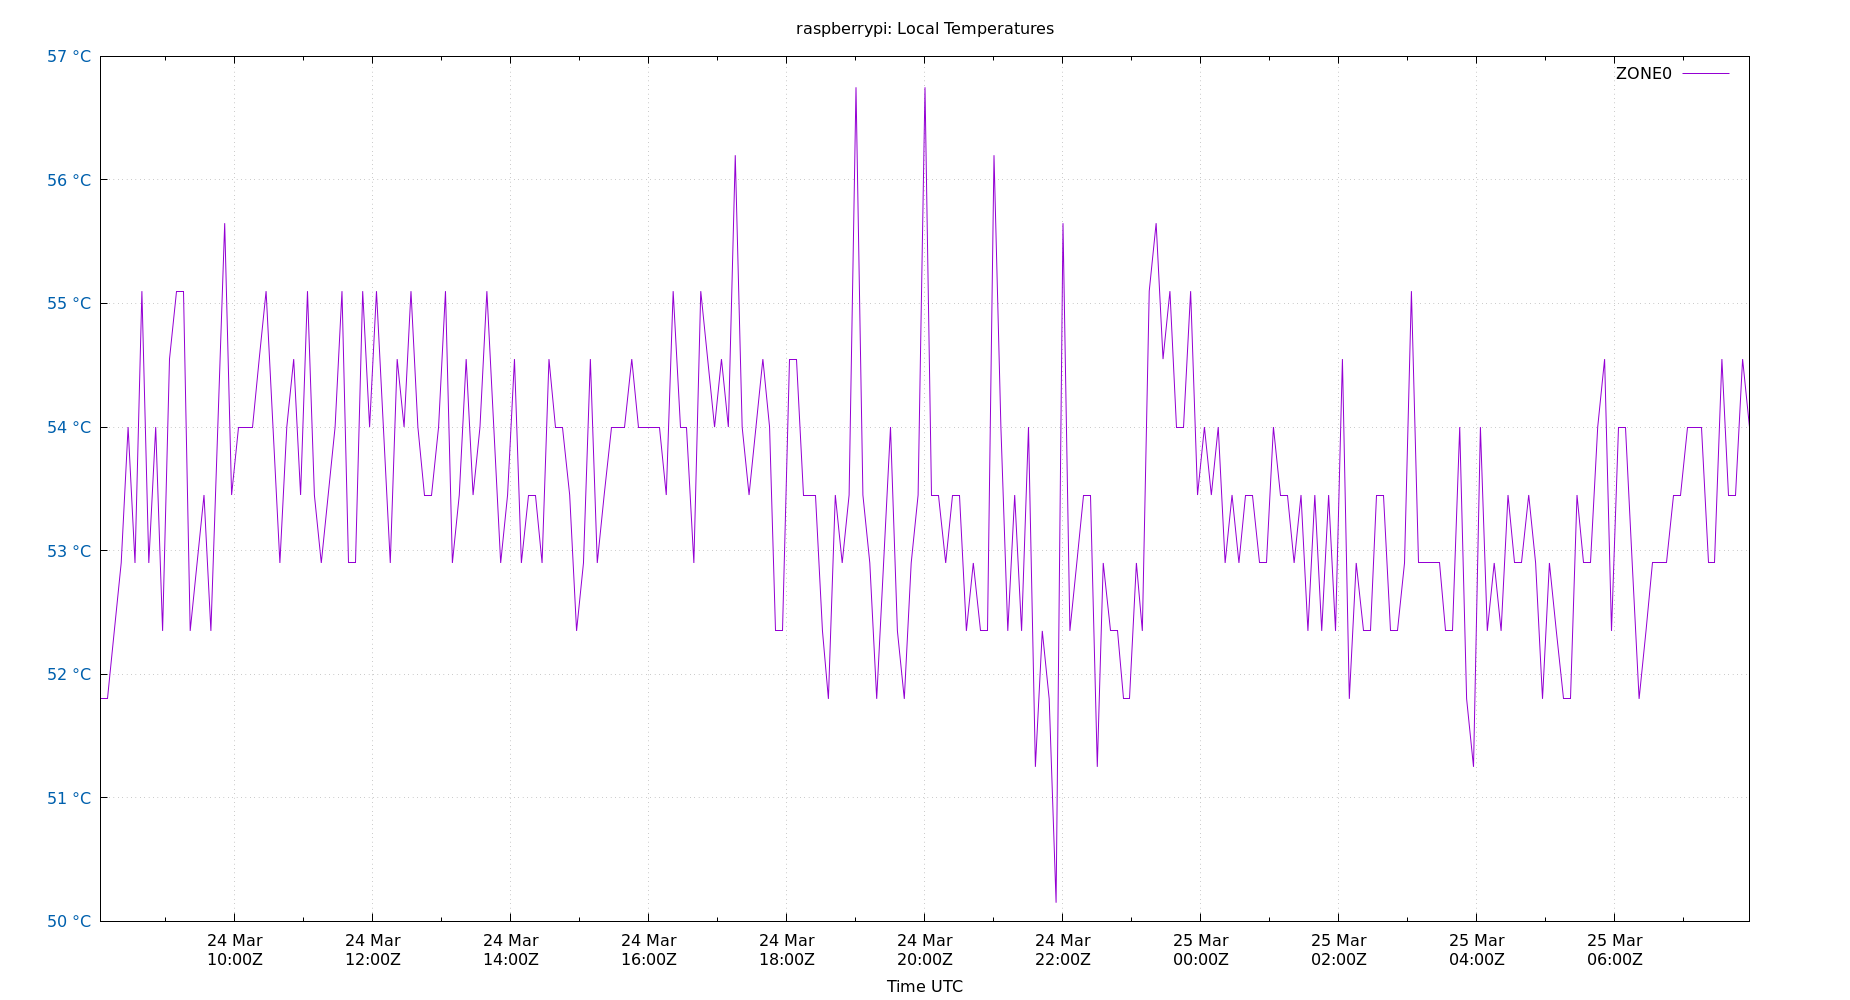 raspberrypi: Local Temperatures
57 °C
56 °C
55 °C
54 °C
53 °C
52 °C
51 °C
50 °C
ZONE0
24 Mar
10:00Z
24 Mar
12:00Z
24 Mar
14:00Z
24 Mar
16:00Z
24 Mar
18:00Z
24 Mar
20:00Z
24 Mar
22:00Z
25 Mar
00:00Z
25 Mar
02:00Z
25 Mar
04:00Z
25 Mar
06:00Z
Time UTC